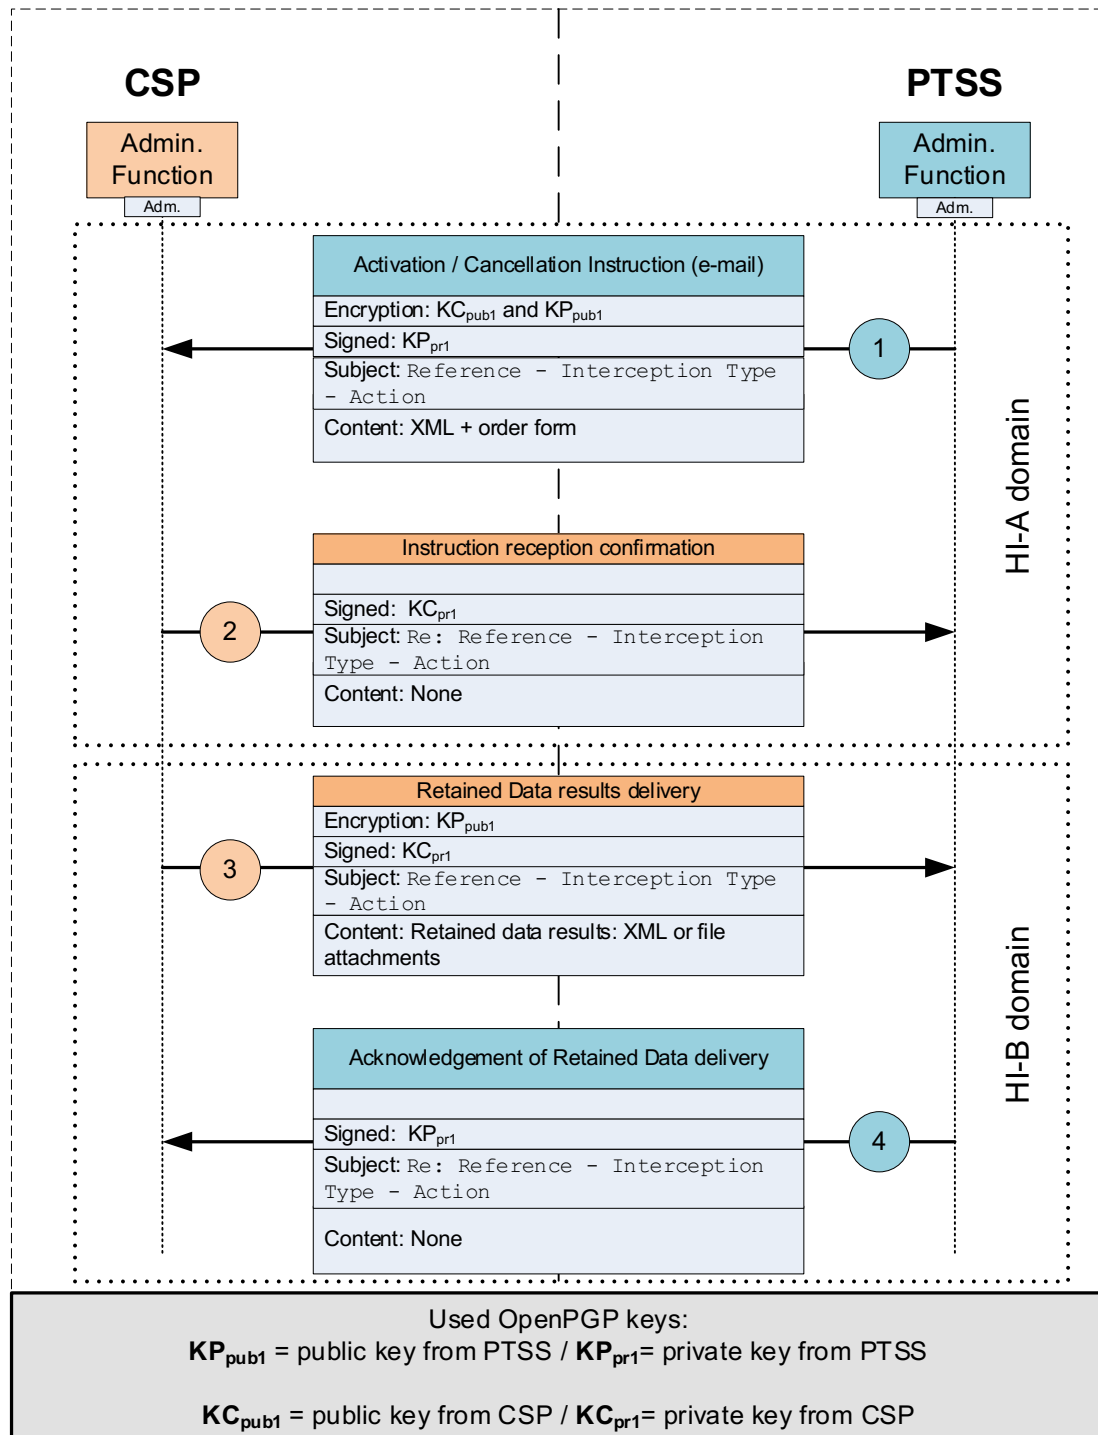 CSP
PTSS
Admin.
Function
Adm.
Admin.
Function
Adm.
Activation / Cancellation Instruction (e-mail)
Encryption: KCpub1 and KPpub1
Signed: KPpr1
Subject: Reference - Interception Type
- Action
Content: XML + order form
1
HI-A domain
Instruction reception confirmation
Signed: KCpr1
Subject: Re: Reference - Interception
Type - Action
Content: None
2
Retained Data results delivery
Encryption: KPpub1
Signed: KCpr1
Subject: Reference - Interception Type
- Action
Content: Retained data results: XML or file
attachments
3
HI-B domain
Acknowledgement of Retained Data delivery
Signed: KPpr1
Subject: Re: Reference - Interception
Type - Action
Content: None
4
Used OpenPGP keys:
KPpub1 = public key from PTSS / KPpr1= private key from PTSS
KCpub1 = public key from CSP / KCpr1= private key from CSP